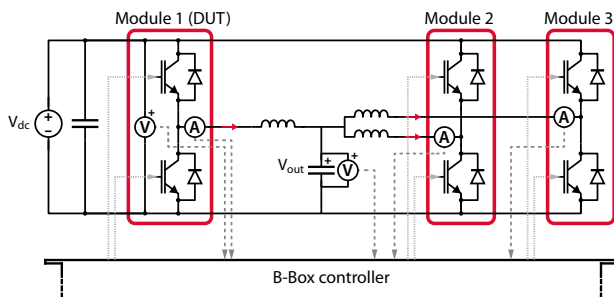 Module 1 (DUT)
Module 2
Module 3
+
V
A
A
A
+
−
Vdc
+
+
V
Vout
B-Box controller